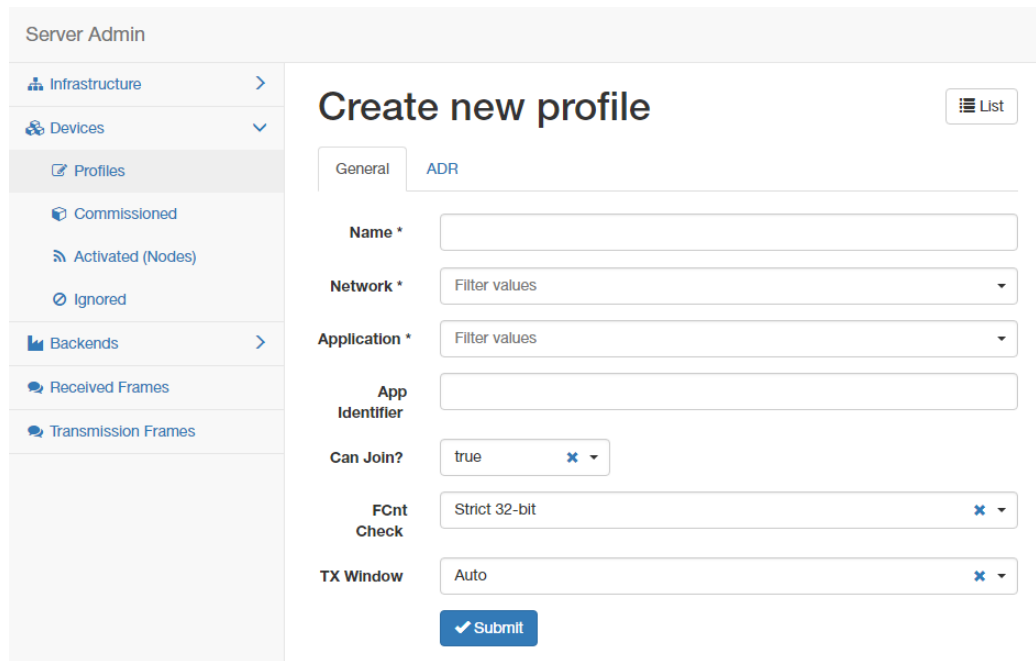 Server Admin
Infrastructure
Devices
Profiles
Commissioned
Activated (Nodes)
Ignored
Backends
Received Frames
Transmission Frames
Create new profile
List
General
ADR
Name *
Network *
Filter values
Application *
Filter values
App
Identifier
Can Join?
true
FCnt
Check
Strict 32-bit
TX Window
Auto
Submit